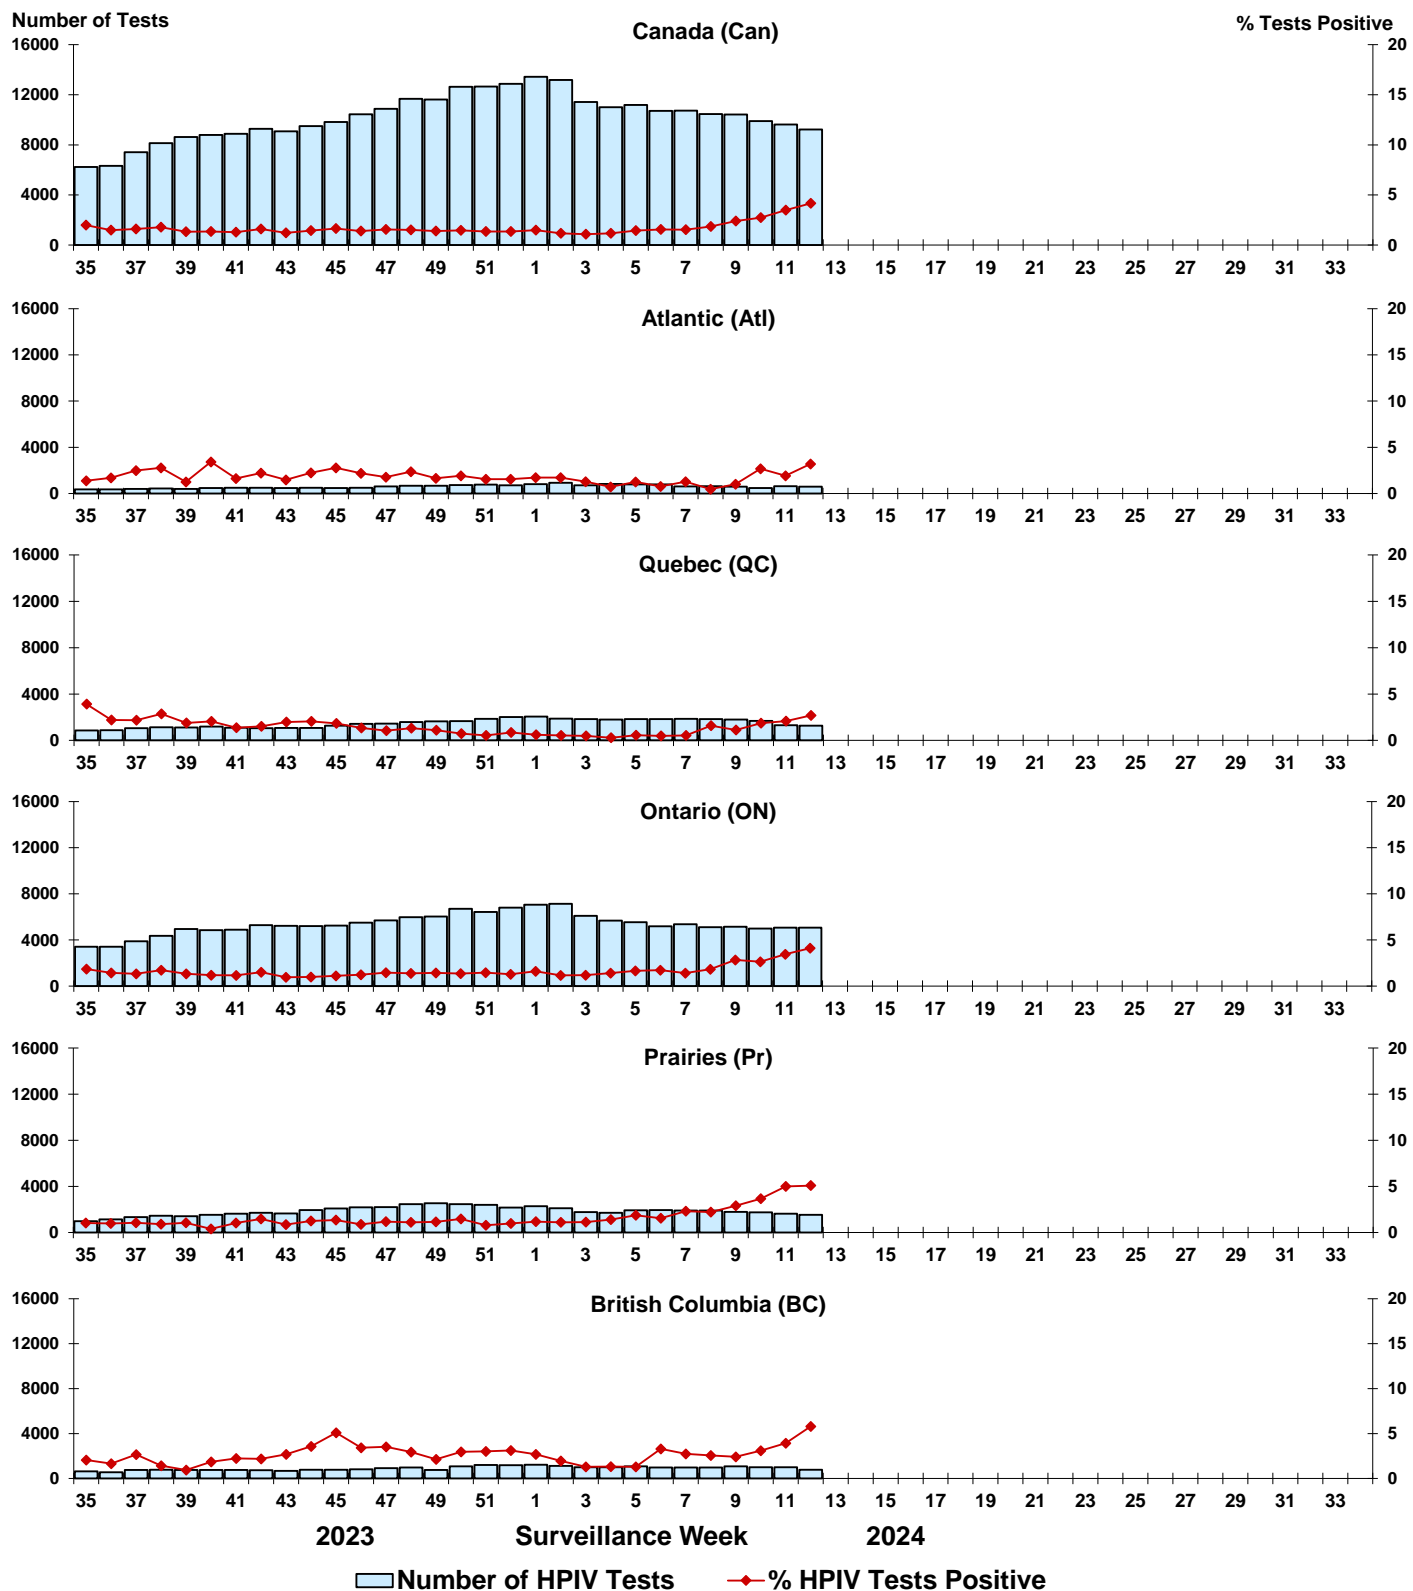 Number of Tests
% Tests Positive
Canada (Can)
16000 20
12000 15
8000 10
4000 5
0 0
35 37 39 41 43 45 47 49 51 1 3 5 7 9 11 13 15 17 19 21 23 25 27 29 31 33
Atlantic (Atl)
16000 20
12000 15
8000 10
4000 5
0 0
35 37 39 41 43 45 47 49 51 1 3 5 7 9 11 13 15 17 19 21 23 25 27 29 31 33
Quebec (QC)
16000 20
12000 15
8000 10
4000 5
0 0
35 37 39 41 43 45 47 49 51 1 3 5 7 9 11 13 15 17 19 21 23 25 27 29 31 33
Ontario (ON)
16000 20
12000 15
8000 10
4000 5
0 0
35 37 39 41 43 45 47 49 51 1 3 5 7 9 11 13 15 17 19 21 23 25 27 29 31 33
Prairies (Pr)
16000 20
12000 15
8000 10
4000 5
0 0
35 37 39 41 43 45 47 49 51 1 3 5 7 9 11 13 15 17 19 21 23 25 27 29 31 33
British Columbia (BC)
16000 20
12000 15
8000 10
4000 5
0 0
35 37 39 41 43 45 47 49 51 1 3 5 7 9 11 13 15 17 19 21 23 25 27 29 31 33
2023 Surveillance Week 2024
Number of HPIV Tests % HPIV Tests Positive